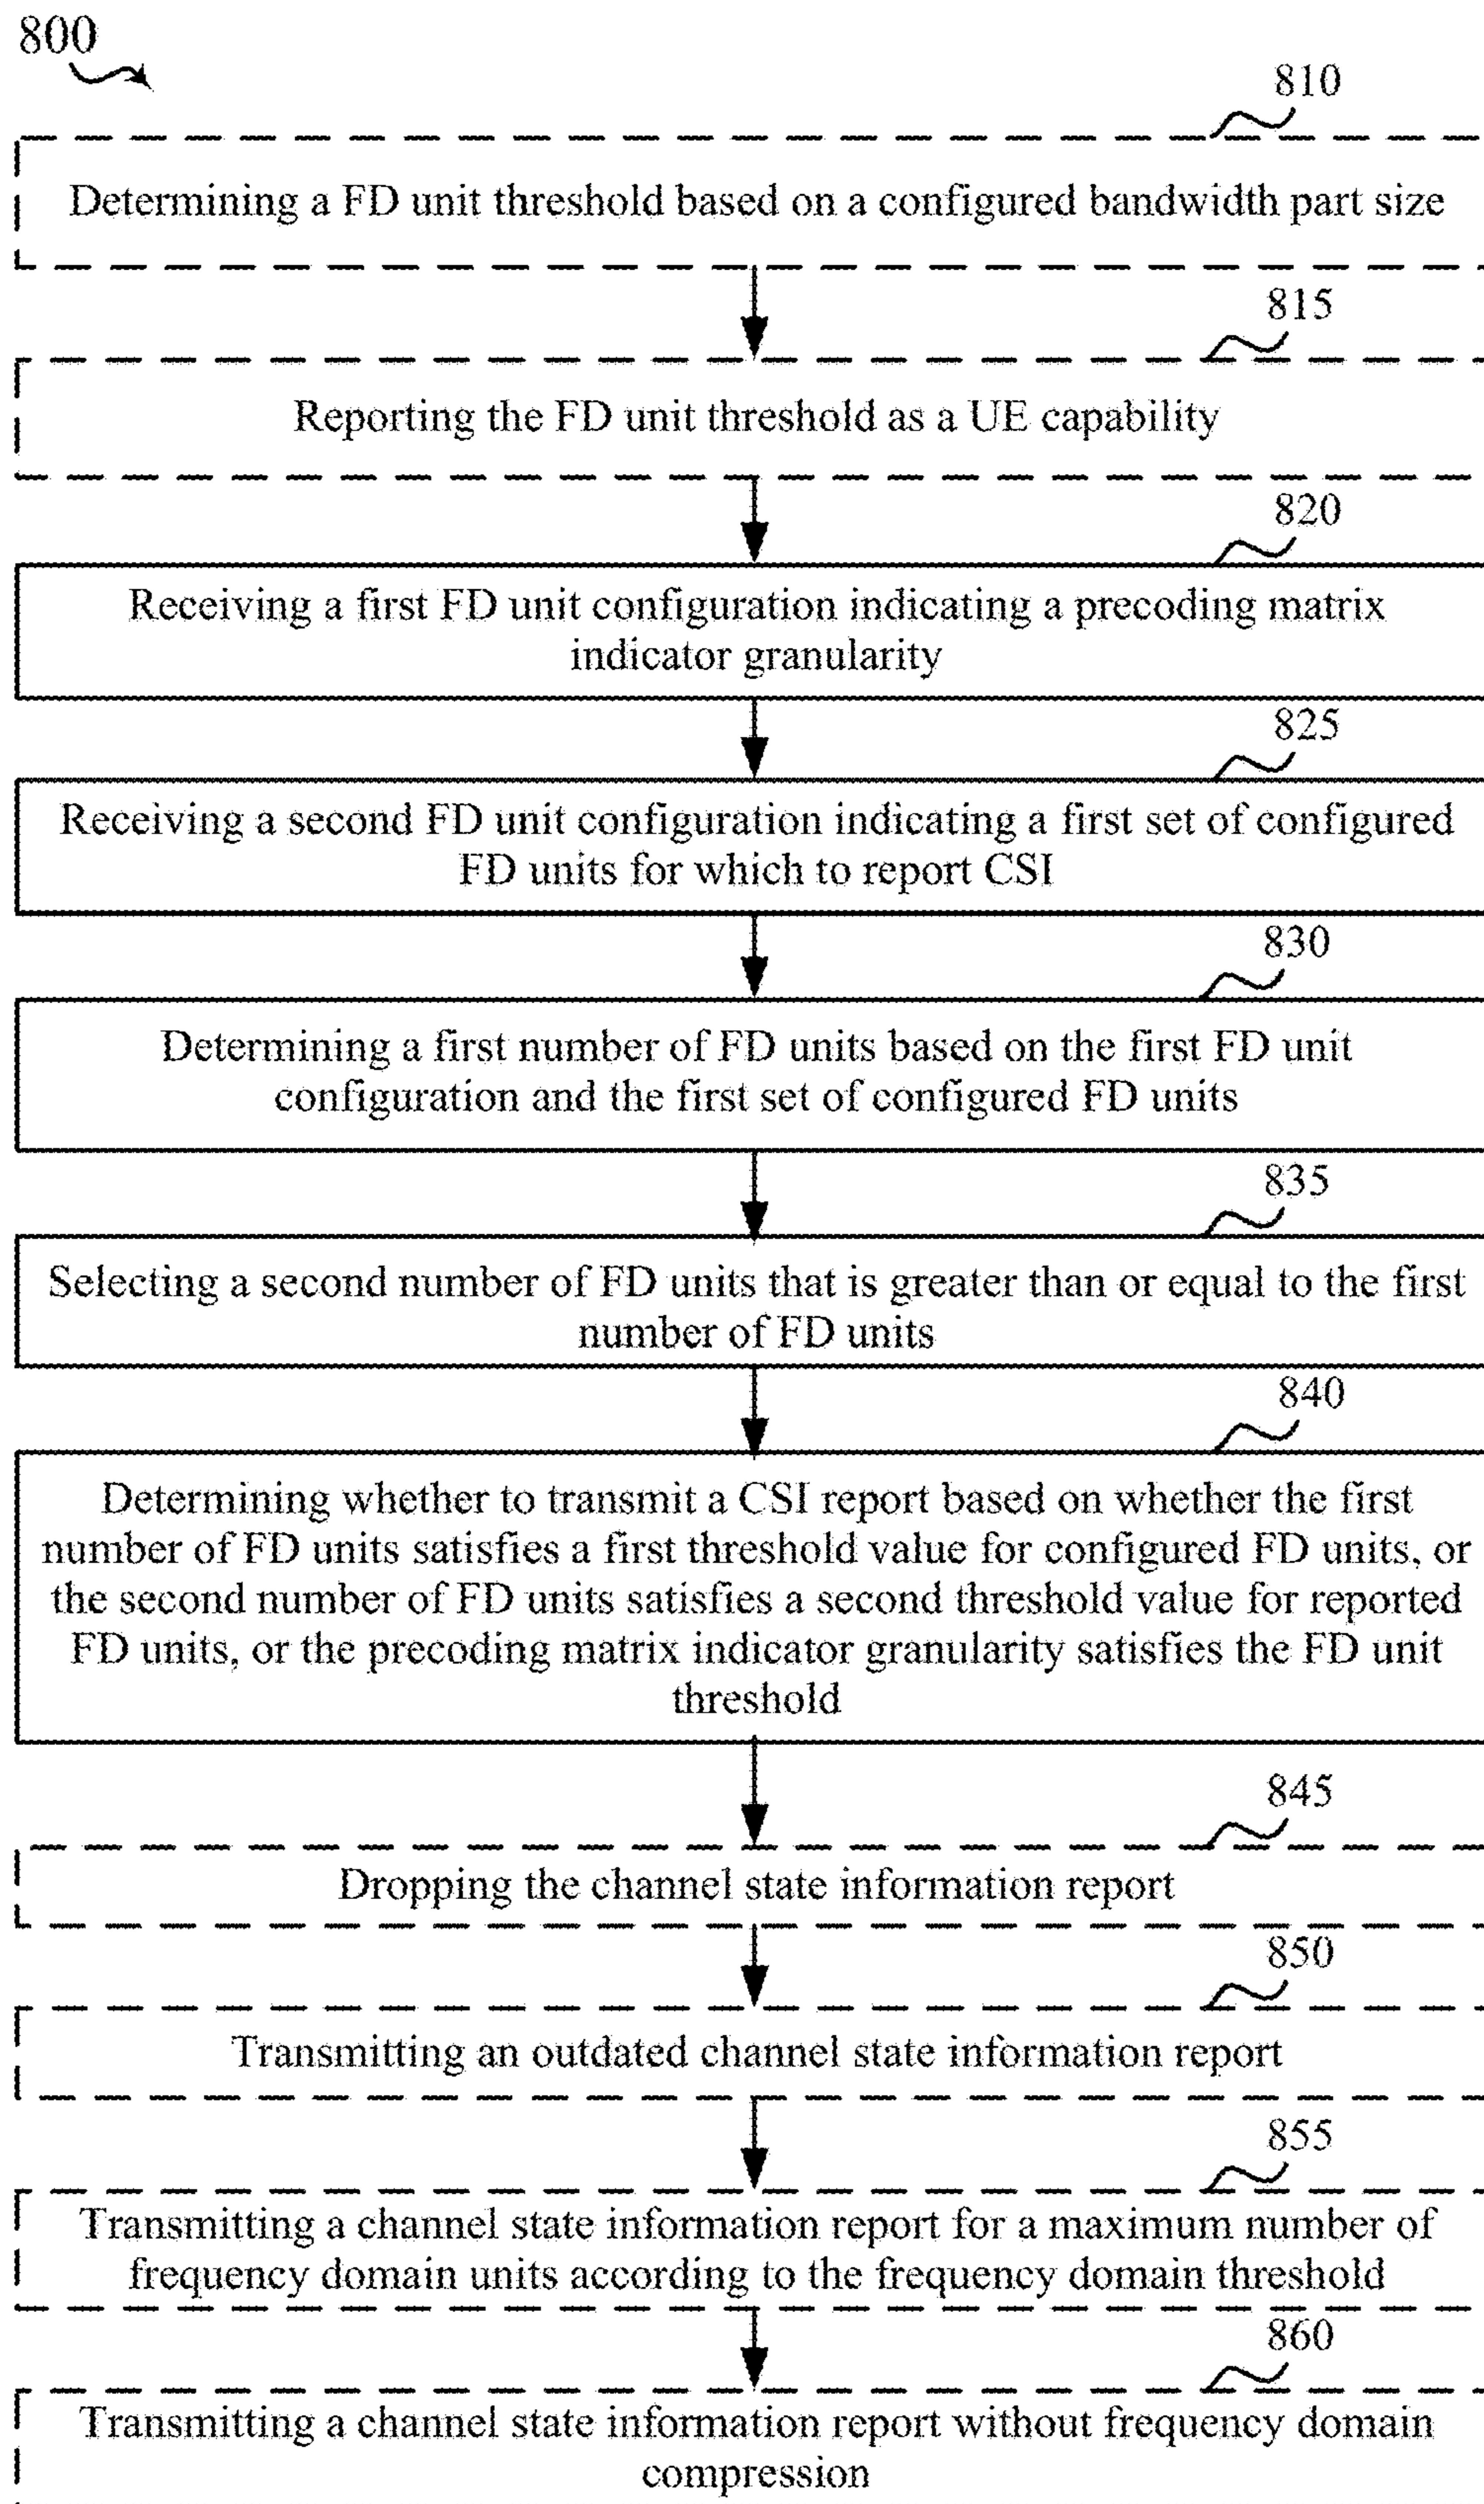 800
810
Determining a FD unit threshold based on a configured bandwidth part size
815
Reporting the FD unit threshold as a UE capability
820
Receiving a first FD unit configuration indicating a precoding matrix
indicator granularity
825
Receiving a second FD unit configuration indicating a first set of configured
FD units for which to report CSI
830
Determining a first number of FD units based on the first FD unit
configuration and the first set of configured FD units
835
Selecting a second number of FD units that is greater than or equal to the first
number of FD units
840
Determining whether to transmit a CSI report based on whether the first
number of FD units satisfies a first threshold value for configured FD units, or
the second number of FD units satisfies a second threshold value for reported
FD units, or the precoding matrix indicator granularity satisfies the FD unit
threshold
845
Dropping the channel state information report
850
Transmitting an outdated channel state information report
855
Transmitting a channel state information report for a maximum number of
frequency domain units according to the frequency domain threshold
860
Transmitting a channel state information report without frequency domain
compression